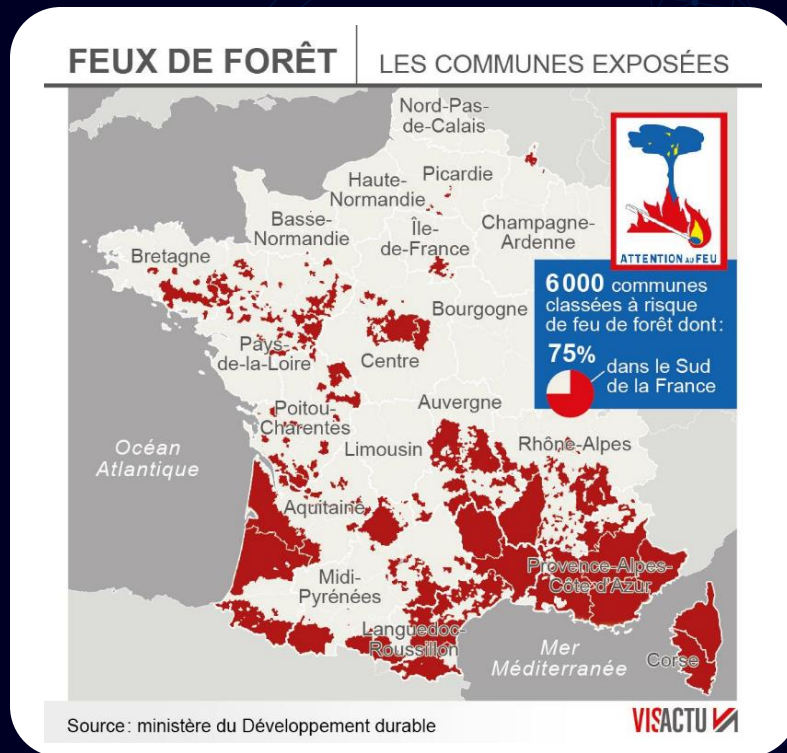 FEUX DE FORÊT
LES COMMUNES EXPOSÉES
Nord-Pas-
de-Calais
Haute-
Normandie
Picardie
Basse-
Normandie
Île-
de-France
Champagne-
Ardenne
Bretagne
ATTENTION AU FEU
6000 communes
classées à risque
de feu de forêt dont :
75%
dans le Sud
de la France
Bourgogne
Pays-
de-la-Loire
Centre
Poitou-
Charentes
Auvergne
Limousin
Rhône-Alpes
Océan
Atlantique
Aquitaine
Midi-
Pyrénées
Provence-Alpes-
Côte d'Azur
Languedoc-
Roussillon
Mer
Méditerranée
Corse
Source : ministère du Développement durable
VISACTU